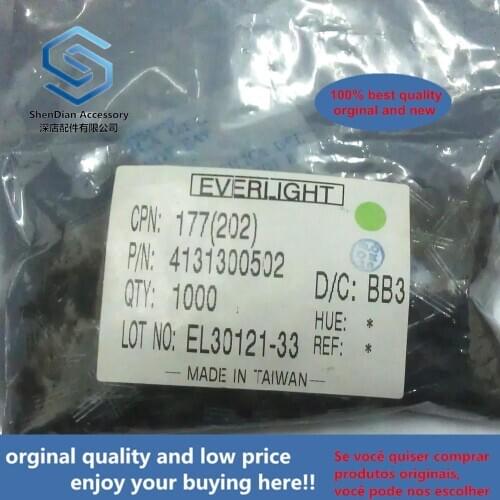 ShenDian Accessory
深店配件有限公司
100% best quality
orginal and new
EVERLIGHT
CPN: 177(202)
P/N: 4131300502
QTY: 1000
D/C: BB3
HUE: *
LOT NO: EL30121-33
REF: *
MADE IN TAIWAN
orginal quality and low price
enjoy your buying here!!
Se você quiser comprar
produtos originais,
você pode nos escolher